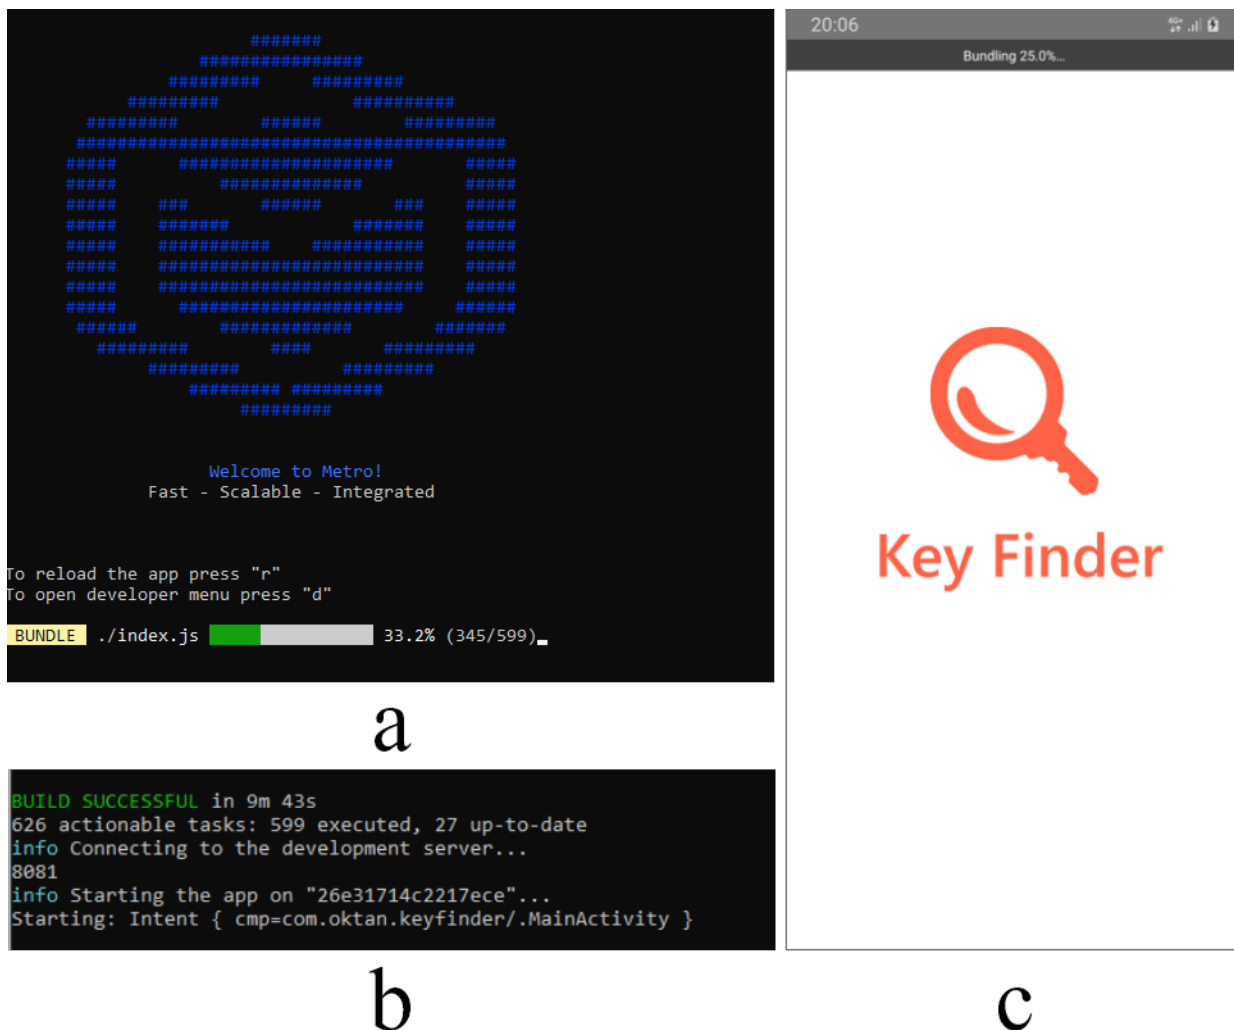 Welcome to Metro!
Fast - Scalable - Integrated
To reload the app press "r"
To open developer menu press "d"
BUNDLE ./index.js 33.2% (345/599)
a
BUILD SUCCESSFUL in 9m 43s
626 actionable tasks: 599 executed, 27 up-to-date
info Connecting to the development server...
8081
info Starting the app on "26e31714c2217ece"...
Starting: Intent { cmp=com.oktan.keyfinder/.MainActivity }
b
20:06 4G+
Bundling 25.0%...
Key Finder
c